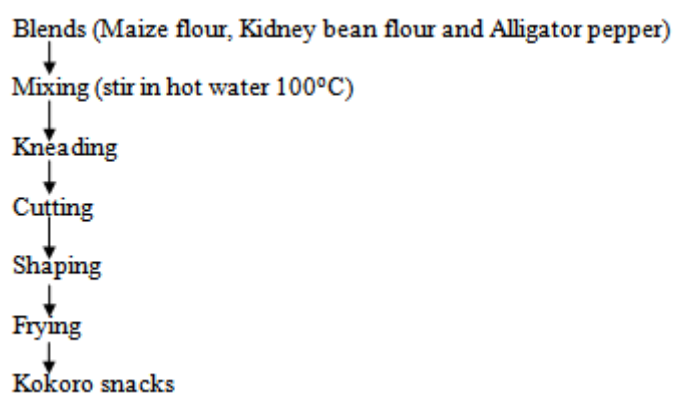 Blends (Maize flour, Kidney bean flour and Alligator pepper)
Mixing (stir in hot water 100°C)
Kneading
Cutting
Shaping
Frying
Kokoro snacks